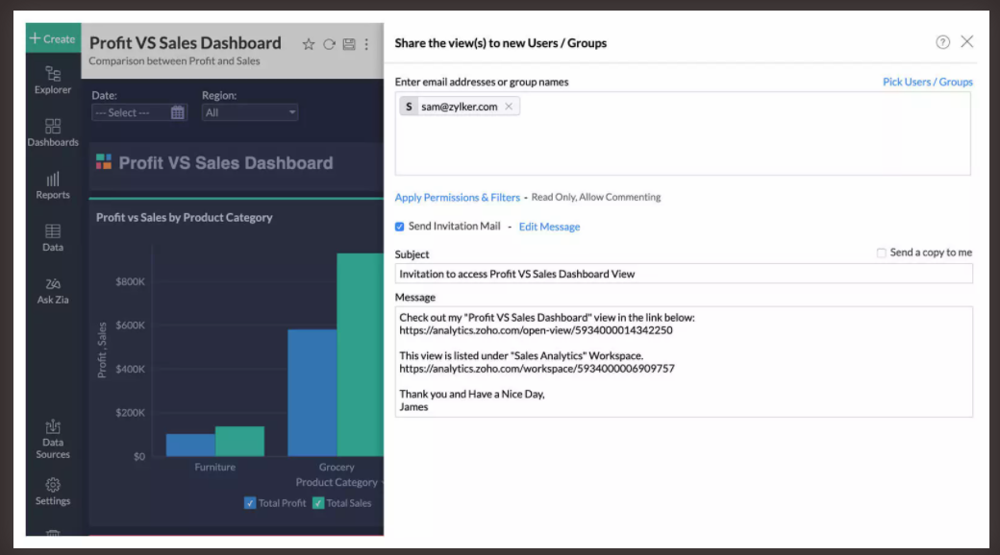 + Create
Explorer
Dashboards
Reports
Data
Ask Zia
Data
Sources
Settings
Profit VS Sales Dashboard
Comparison between Profit and Sales
Date:
--- Select ---
Region:
All
Profit VS Sales Dashboard
Profit vs Sales by Product Category
Profit , Sales
$800K
$600K
$400K
$200K
$0
Furniture
Grocery
Product Category
Total Profit
Total Sales
Share the view(s) to new Users / Groups
Enter email addresses or group names
Pick Users / Groups
S sam@zylker.com
Apply Permissions & Filters - Read Only, Allow Commenting
Send Invitation Mail - Edit Message
Subject
Send a copy to me
Invitation to access Profit VS Sales Dashboard View
Message
Check out my "Profit VS Sales Dashboard" view in the link below:
https://analytics.zoho.com/open-view/5934000014342250
This view is listed under "Sales Analytics" Workspace.
https://analytics.zoho.com/workspace/5934000006909757
Thank you and Have a Nice Day,
James